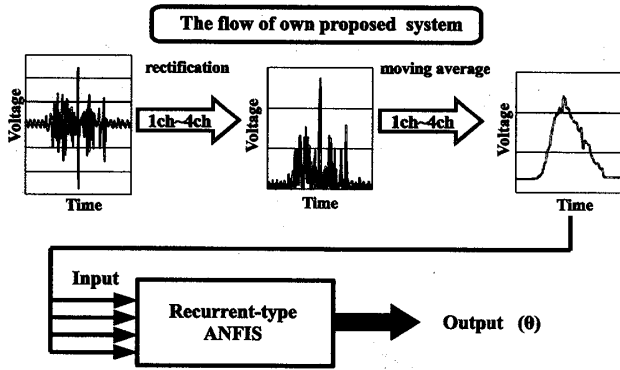 The flow of own proposed system
rectification
moving average
Voltage
1ch~4ch
Voltage
1ch~4ch
Voltage
Time
Time
Time
Input
Recurrent-type
ANFIS
Output (θ)